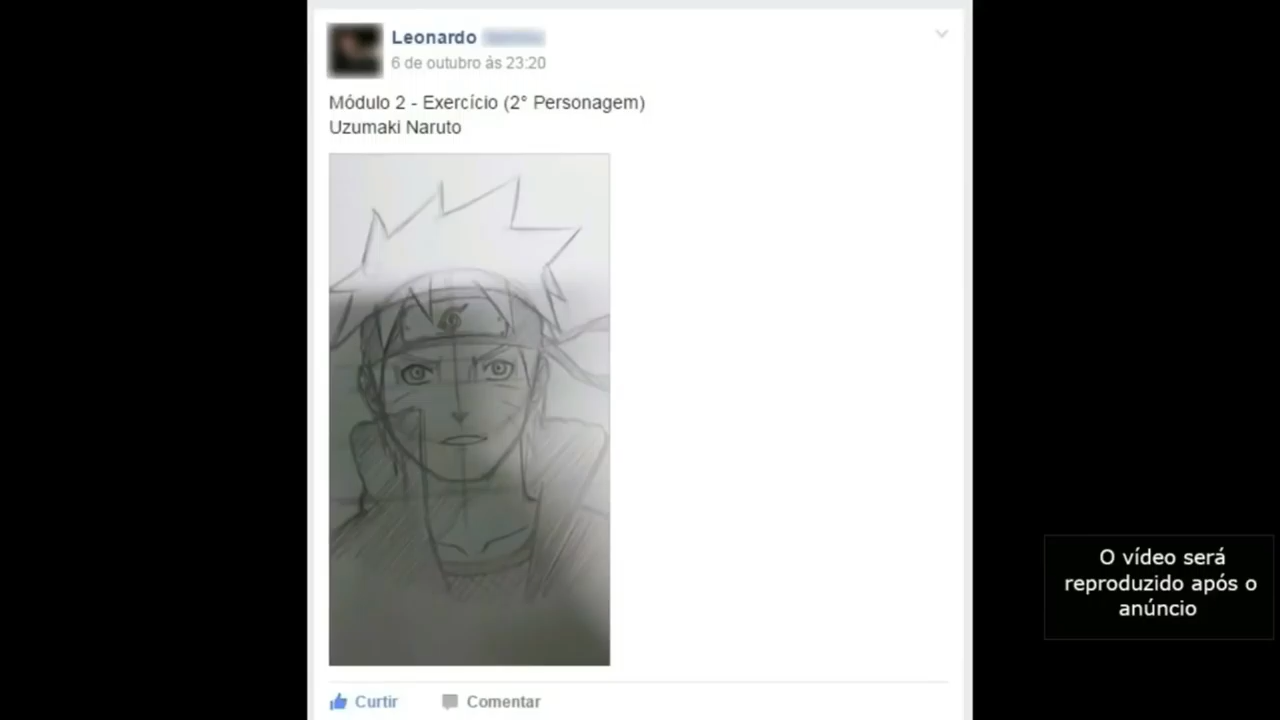 Leonardo
6 de outubro às 23:20
Módulo 2 - Exercício (2° Personagem)
Uzumaki Naruto
Curtir
Comentar
O vídeo será
reproduzido após o
anúncio